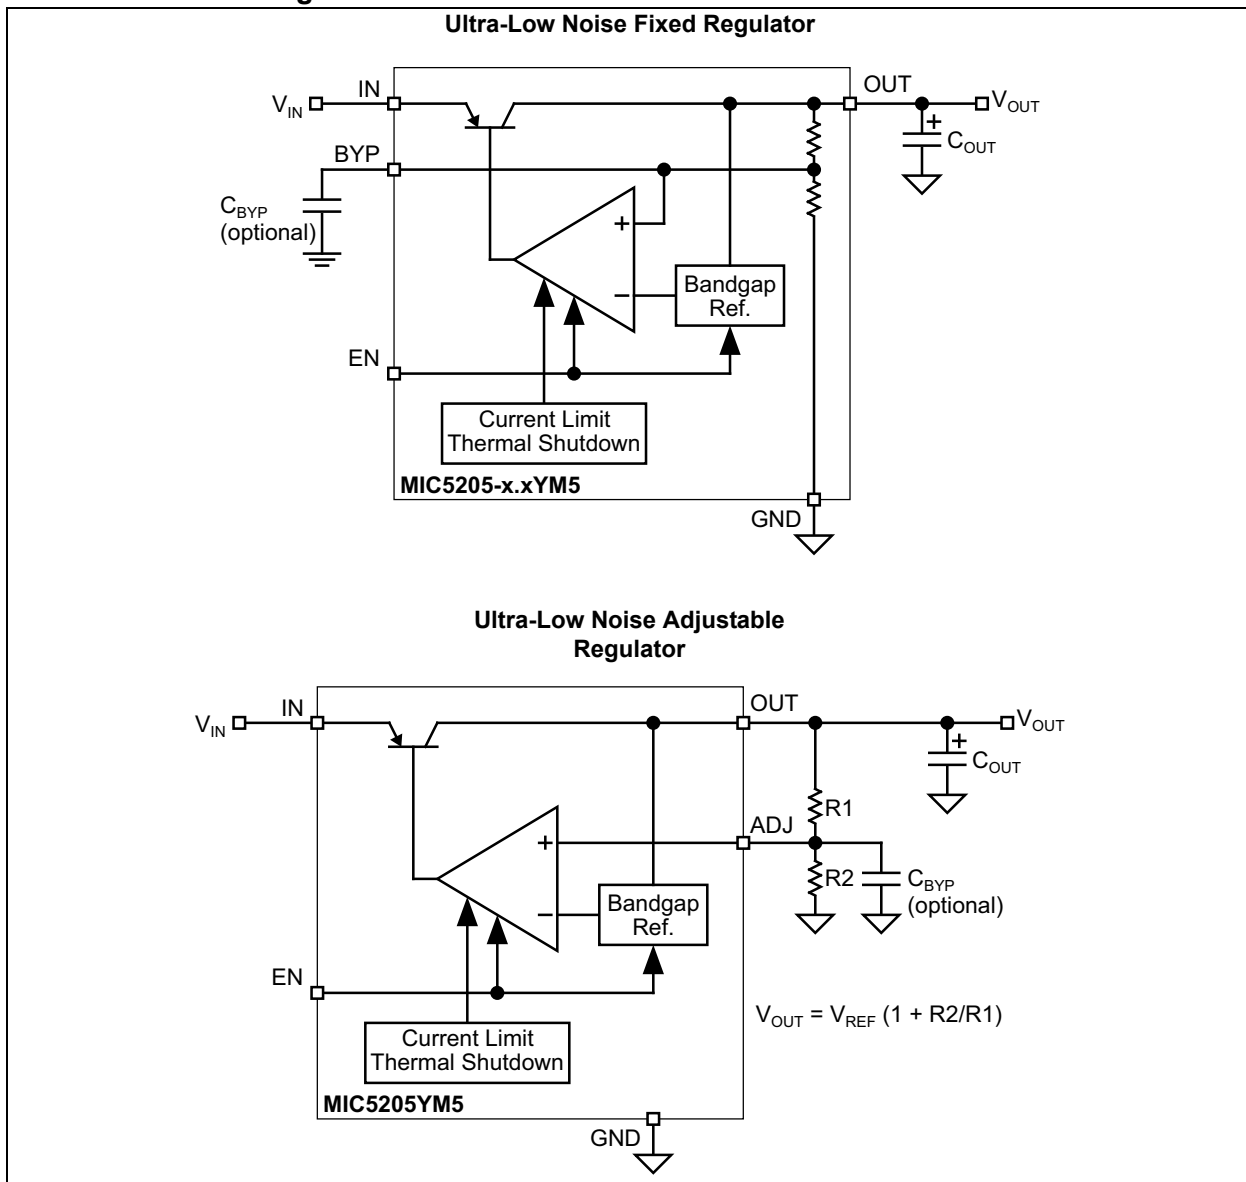 Ultra-Low Noise Fixed Regulator
IN
OUT
VIN
VOUT
COUT
+
BYP
CBYP
(optional)
+
−
Bandgap
Ref.
EN
Current Limit
Thermal Shutdown
MIC5205-x.xYM5
GND
Ultra-Low Noise Adjustable
Regulator
IN
OUT
VIN
VOUT
+
COUT
R1
ADJ
+
R2
CBYP
(optional)
−
Bandgap
Ref.
EN
VOUT = VREF (1 + R2/R1)
Current Limit
Thermal Shutdown
MIC5205YM5
GND